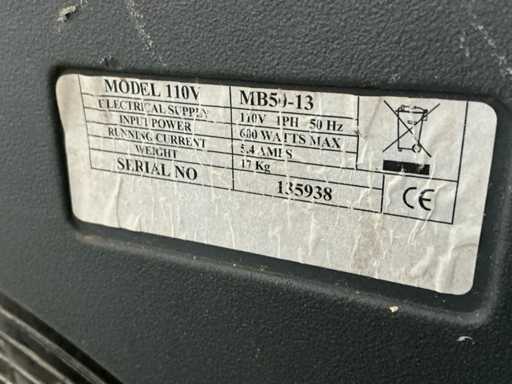 MODEL 110V MB50-13
ELECTRICAL SUPPLY 110V 1PH 50 Hz
INPUT POWER 600 WATTS MAX
RUNNING CURRENT 5.4 AMPS
WEIGHT 17 Kg
SERIAL NO 135938
CE